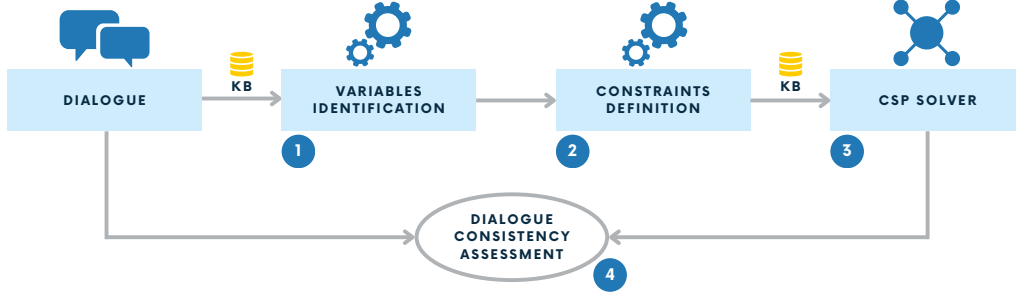 KB
KB
DIALOGUE
VARIABLES
IDENTIFICATION
CONSTRAINTS
DEFINITION
CSP SOLVER
1
2
3
DIALOGUE
CONSISTENCY
ASSESSMENT
4